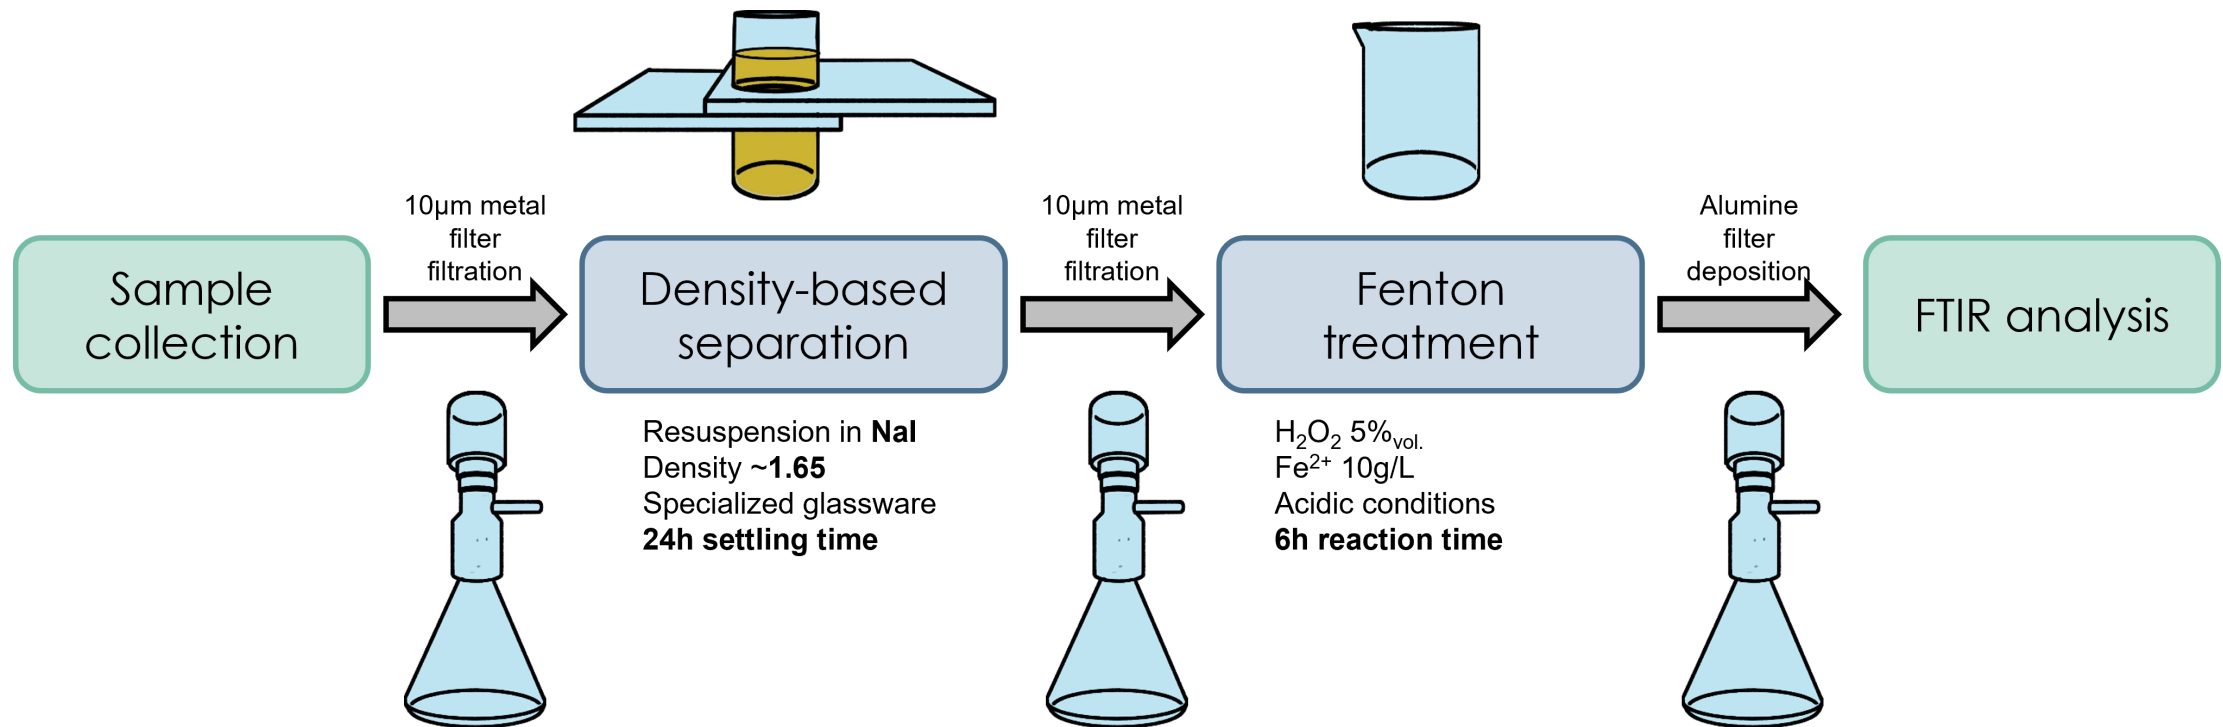 10µm metal
filter
filtration
10µm metal
filter
filtration
Alumine
filter
deposition
Sample
collection
Density-based
separation
Fenton
treatment
FTIR analysis
Resuspension in NaI
Density ~1.65
Specialized glassware
24h settling time
H₂O₂ 5%vol.
Fe²⁺ 10g/L
Acidic conditions
6h reaction time